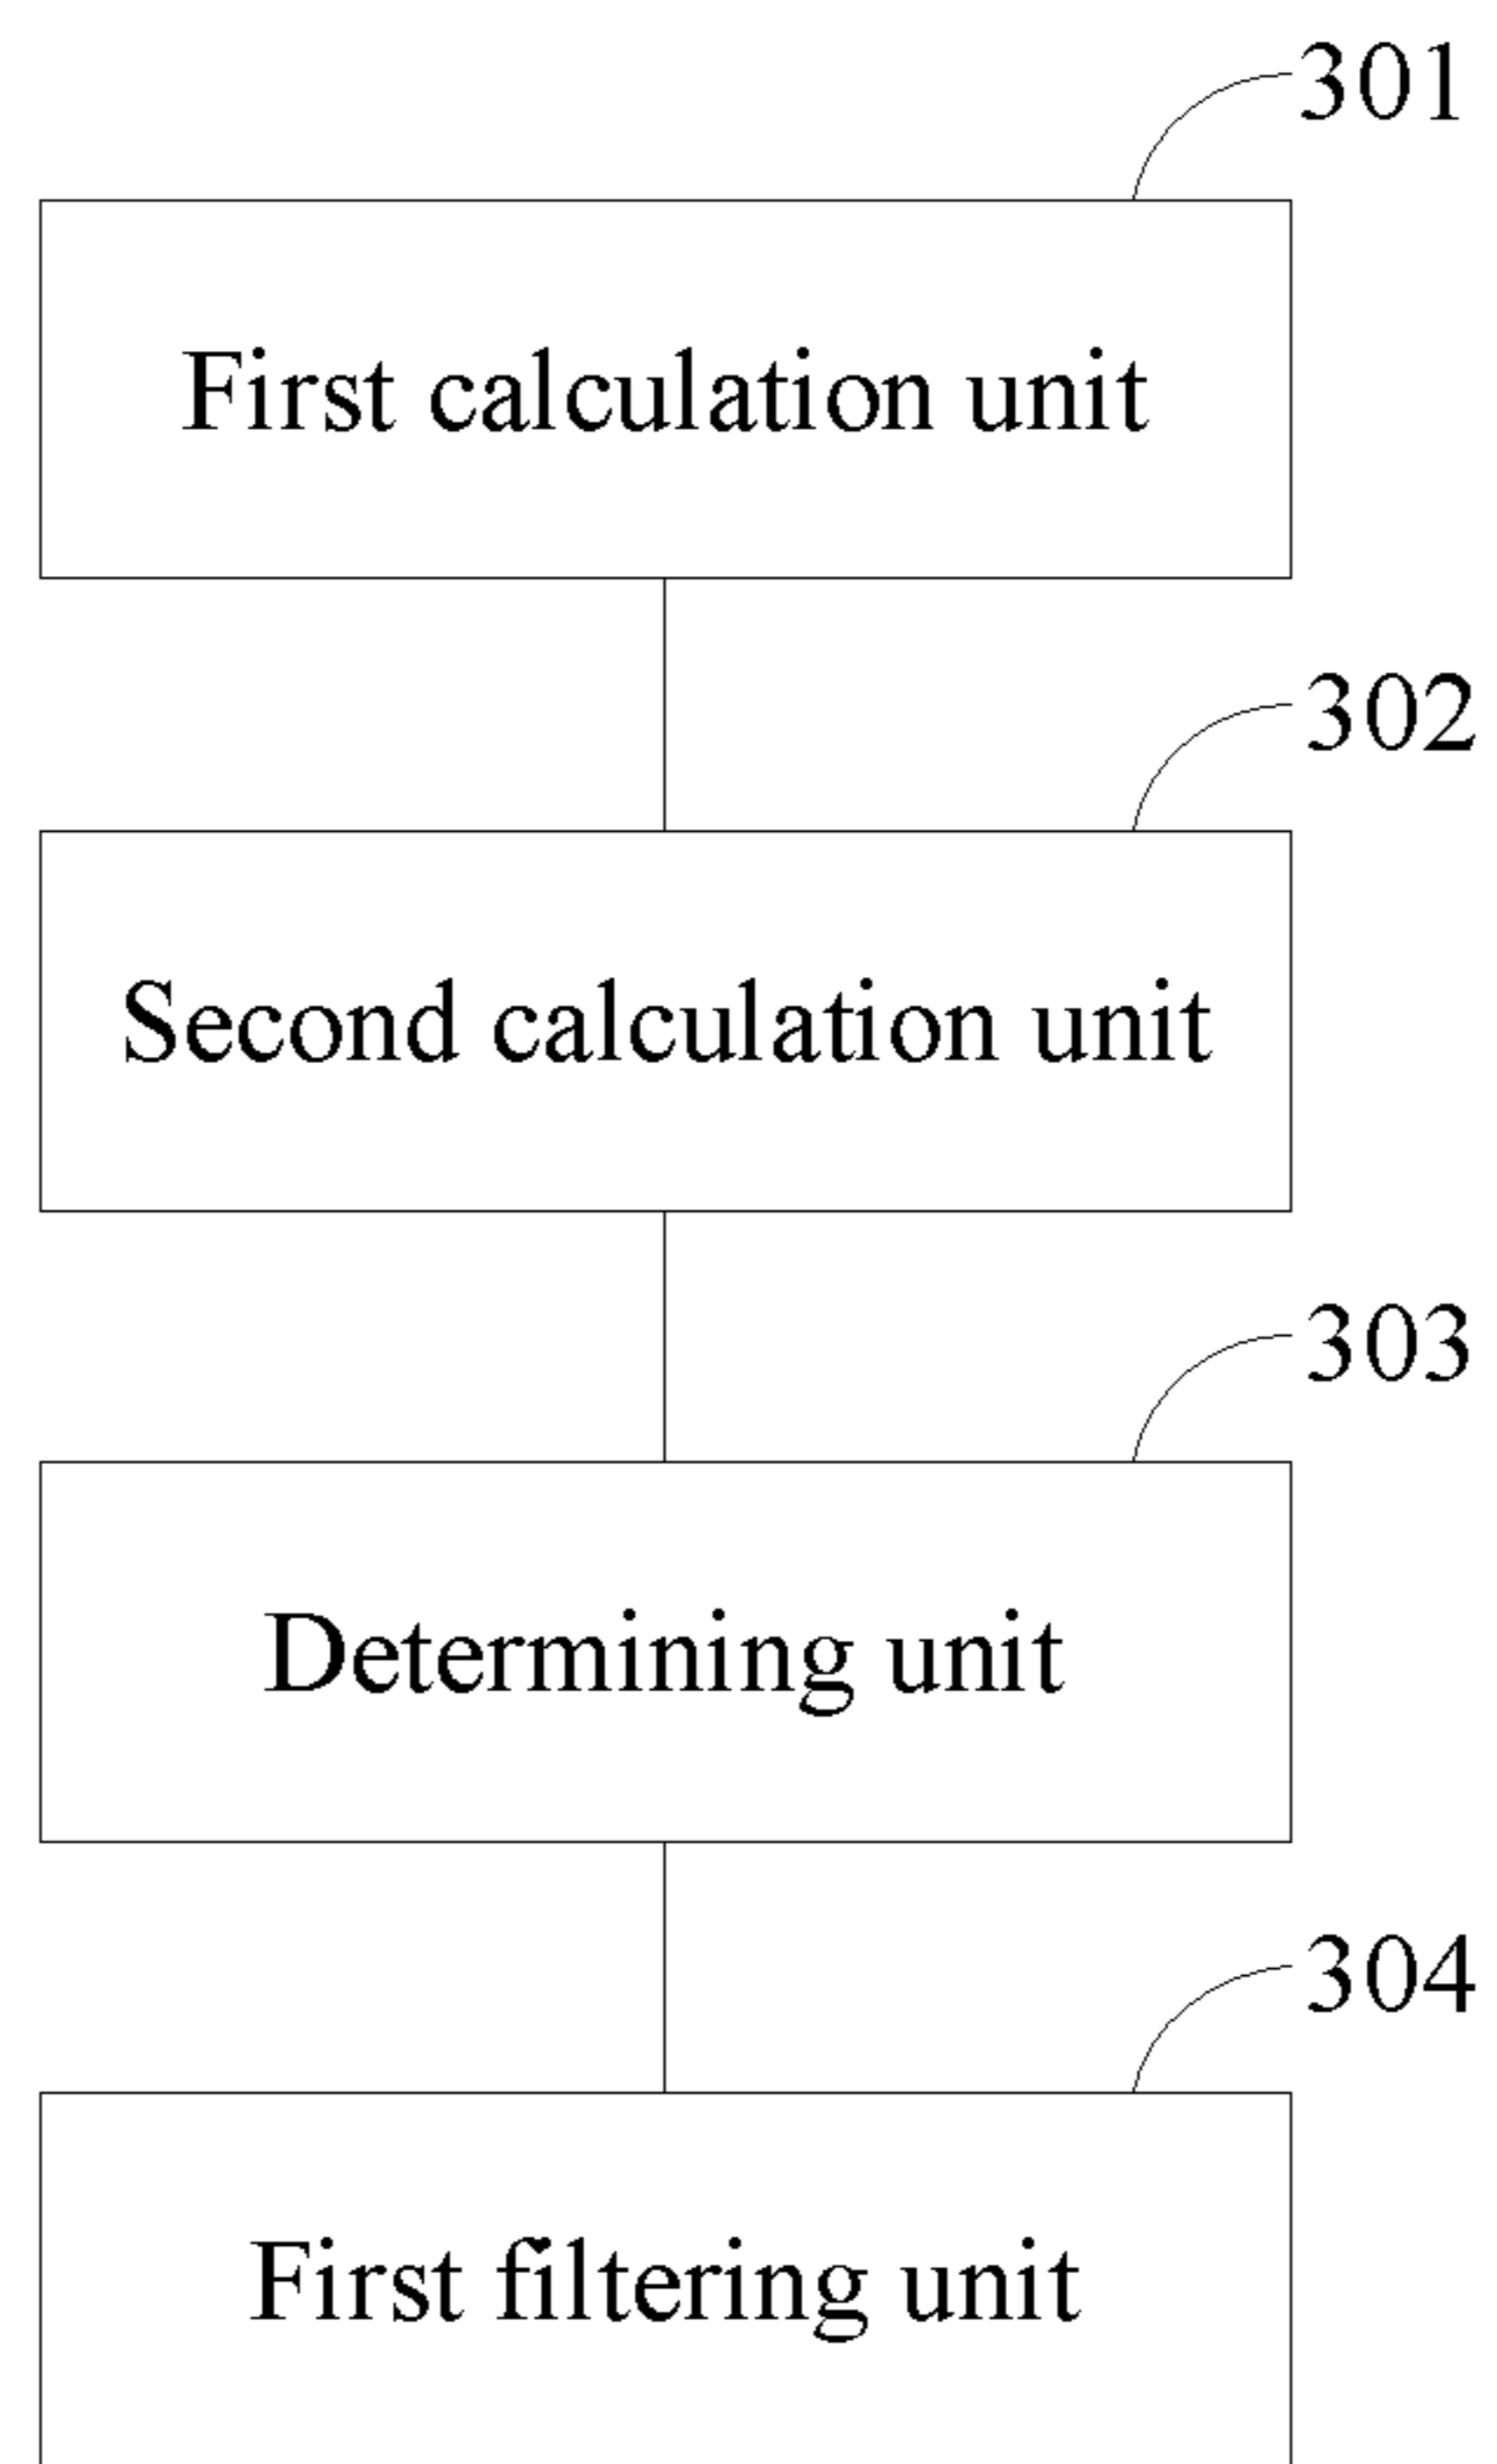 301
First calculation unit
302
Second calculation unit
303
Determining unit
304
First filtering unit